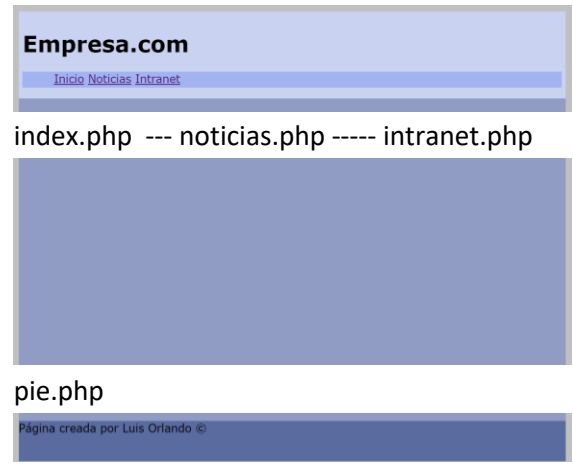 Empresa.com
Inicio Noticias Intranet
index.php --- noticias.php ----- intranet.php
pie.php
Página creada por Luis Orlando ©